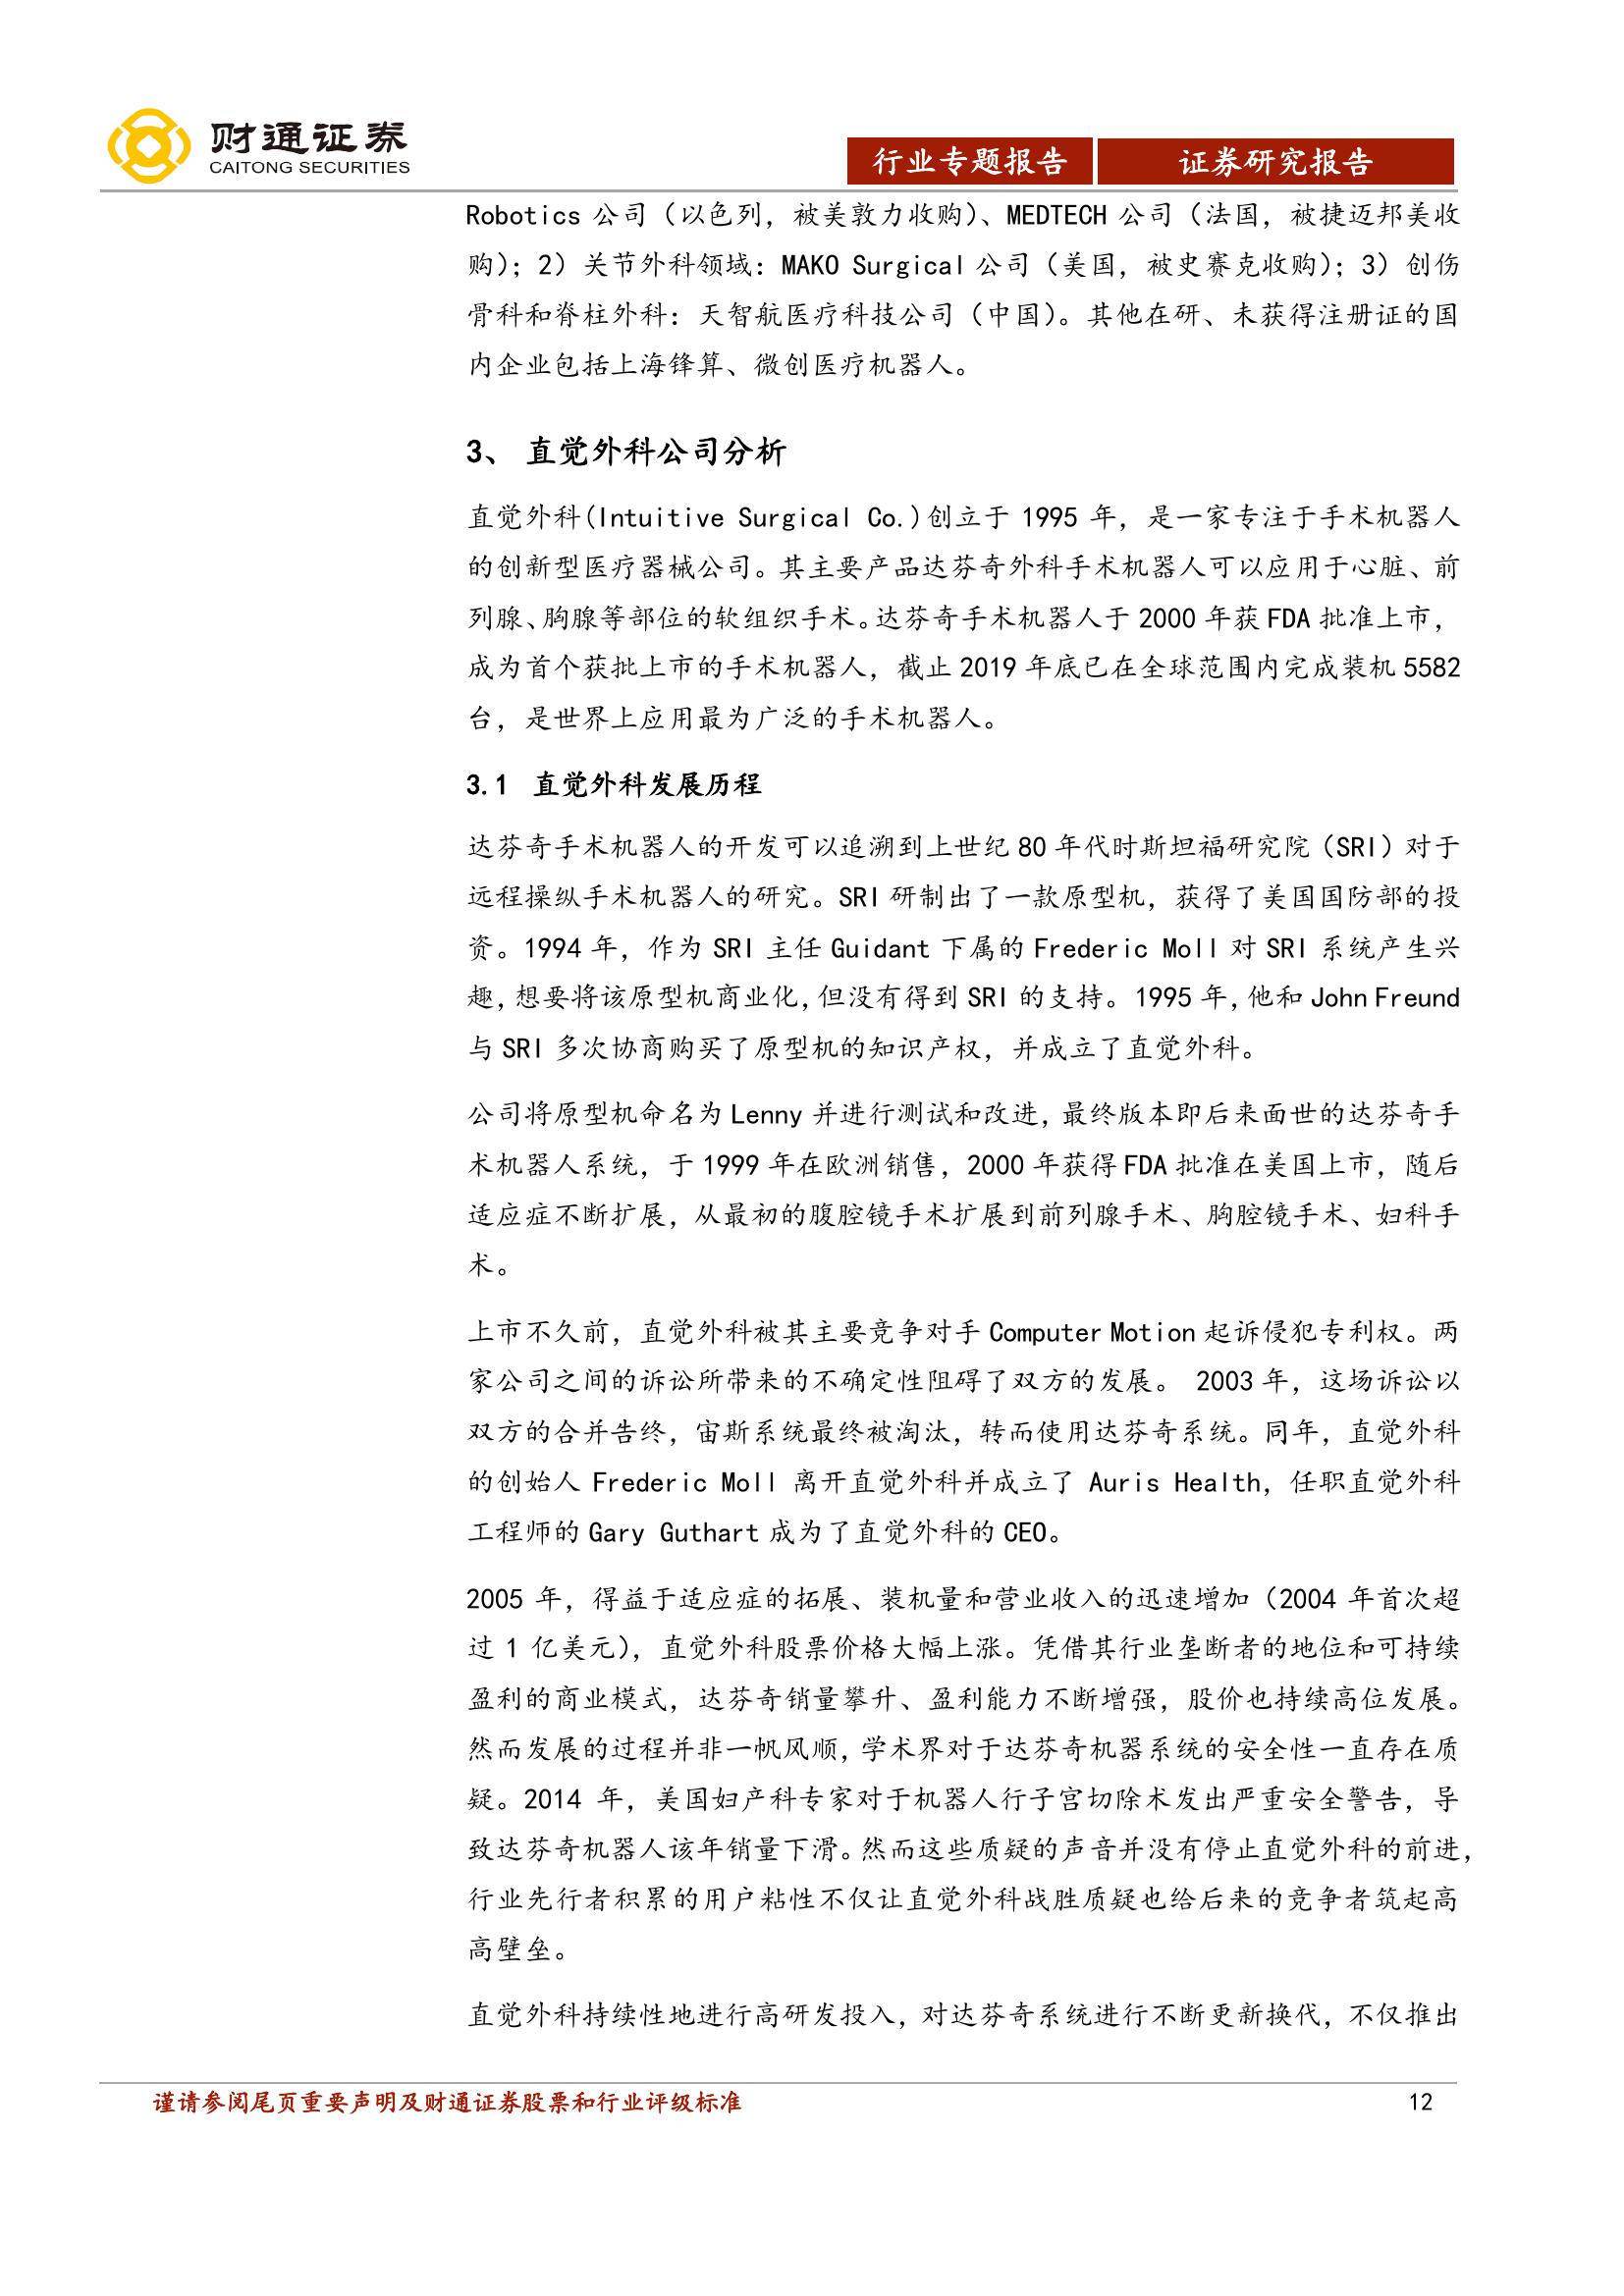 财通证券
CAITONG SECURITIES
行业专题报告 证券研究报告
Robotics 公司（以色列，被美敦力收购）、MEDTECH 公司（法国，被捷迈邦美收
购）；2）关节外科领域：MAKO Surgical 公司（美国，被史赛克收购）；3）创伤
骨科和脊柱外科：天智航医疗科技公司（中国）。其他在研、未获得注册证的国
内企业包括上海锋算、微创医疗机器人。
3、 直觉外科公司分析
直觉外科(Intuitive Surgical Co.)创立于 1995 年，是一家专注于手术机器人
的创新型医疗器械公司。其主要产品达芬奇外科手术机器人可以应用于心脏、前
列腺、胸腺等部位的软组织手术。达芬奇手术机器人于 2000 年获 FDA 批准上市，
成为首个获批上市的手术机器人，截止 2019 年底已在全球范围内完成装机 5582
台，是世界上应用最为广泛的手术机器人。
3.1 直觉外科发展历程
达芬奇手术机器人的开发可以追溯到上世纪 80 年代时斯坦福研究院（SRI）对于
远程操纵手术机器人的研究。SRI 研制出了一款原型机，获得了美国国防部的投
资。1994 年，作为 SRI 主任 Guidant 下属的 Frederic Moll 对 SRI 系统产生兴
趣，想要将该原型机商业化，但没有得到 SRI 的支持。1995 年，他和 John Freund
与 SRI 多次协商购买了原型机的知识产权，并成立了直觉外科。
公司将原型机命名为 Lenny 并进行测试和改进，最终版本即后来面世的达芬奇手
术机器人系统，于 1999 年在欧洲销售，2000 年获得 FDA 批准在美国上市，随后
适应症不断扩展，从最初的腹腔镜手术扩展到前列腺手术、胸腔镜手术、妇科手
术。
上市不久前，直觉外科被其主要竞争对手 Computer Motion 起诉侵犯专利权。两
家公司之间的诉讼所带来的不确定性阻碍了双方的发展。 2003 年，这场诉讼以
双方的合并告终，宙斯系统最终被淘汰，转而使用达芬奇系统。同年，直觉外科
的创始人 Frederic Moll 离开直觉外科并成立了 Auris Health，任职直觉外科
工程师的 Gary Guthart 成为了直觉外科的 CEO。
2005 年，得益于适应症的拓展、装机量和营业收入的迅速增加（2004 年首次超
过 1 亿美元），直觉外科股票价格大幅上涨。凭借其行业垄断者的地位和可持续
盈利的商业模式，达芬奇销量攀升、盈利能力不断增强，股价也持续高位发展。
然而发展的过程并非一帆风顺，学术界对于达芬奇机器系统的安全性一直存在质
疑。2014 年，美国妇产科专家对于机器人行子宫切除术发出严重安全警告，导
致达芬奇机器人该年销量下滑。然而这些质疑的声音并没有停止直觉外科的前进，
行业先行者积累的用户粘性不仅让直觉外科战胜质疑也给后来的竞争者筑起高
高壁垒。
直觉外科持续性地进行高研发投入，对达芬奇系统进行不断更新换代，不仅推出
谨请参阅尾页重要声明及财通证券股票和行业评级标准 12